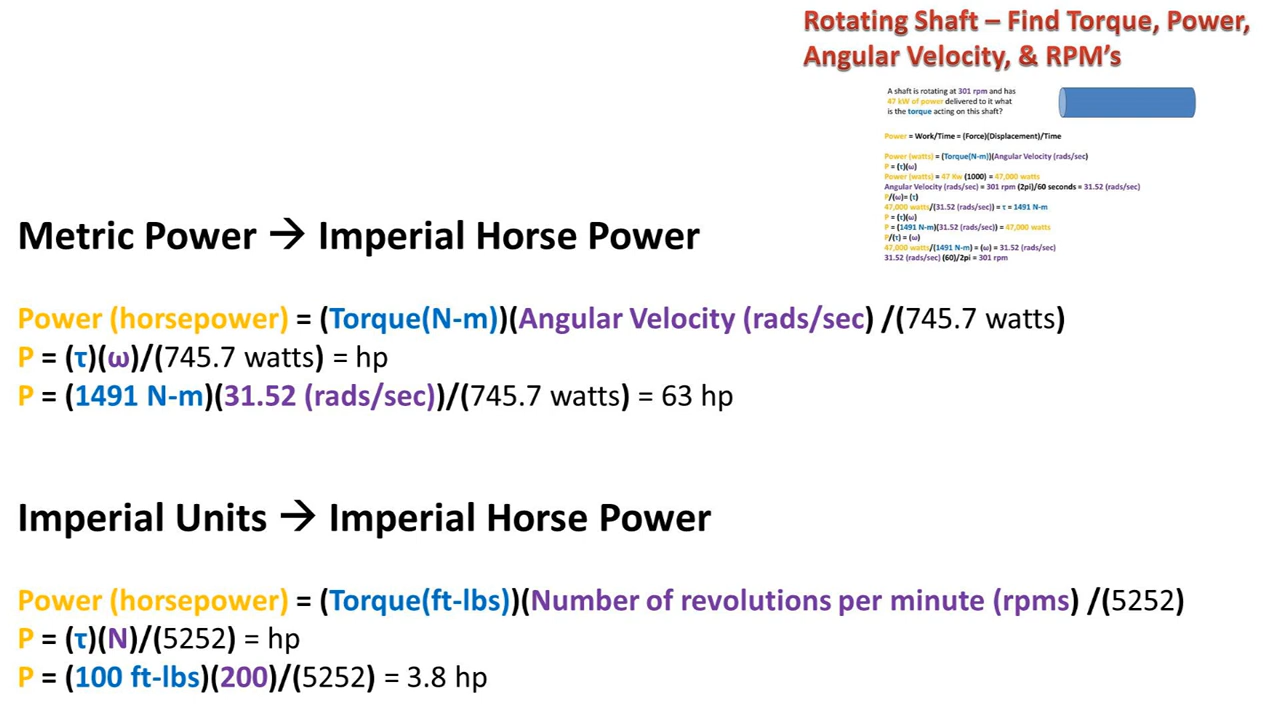 Rotating Shaft – Find Torque, Power,
Angular Velocity, & RPM's
A shaft is rotating at 301 rpm and has
47 kW of power delivered to it what
is the torque acting on this shaft?
Power = Work/Time = (Force)(Displacement)/Time
Power (watts) = (Torque(N-m))(Angular Velocity (rads/sec)
P = (τ)(ω)
Power (watts) = 47 Kw (1000) = 47,000 watts
Angular Velocity (rads/sec) = 301 rpm (2pi)/60 seconds = 31.52 (rads/sec)
P/(ω)= (τ)
47,000 watts/(31.52 (rads/sec)) = τ = 1491 N-m
P = (τ)(ω)
P = (1491 N-m)(31.52 (rads/sec)) = 47,000 watts
P/(τ) = (ω)
47,000 watts/(1491 N-m) = (ω) = 31.52 (rads/sec)
31.52 (rads/sec) (60)/2pi = 301 rpm
Metric Power → Imperial Horse Power
Power (horsepower) = (Torque(N-m))(Angular Velocity (rads/sec) /(745.7 watts)
P = (τ)(ω)/(745.7 watts) = hp
P = (1491 N-m)(31.52 (rads/sec))/(745.7 watts) = 63 hp
Imperial Units → Imperial Horse Power
Power (horsepower) = (Torque(ft-lbs))(Number of revolutions per minute (rpms) /(5252)
P = (τ)(N)/(5252) = hp
P = (100 ft-lbs)(200)/(5252) = 3.8 hp